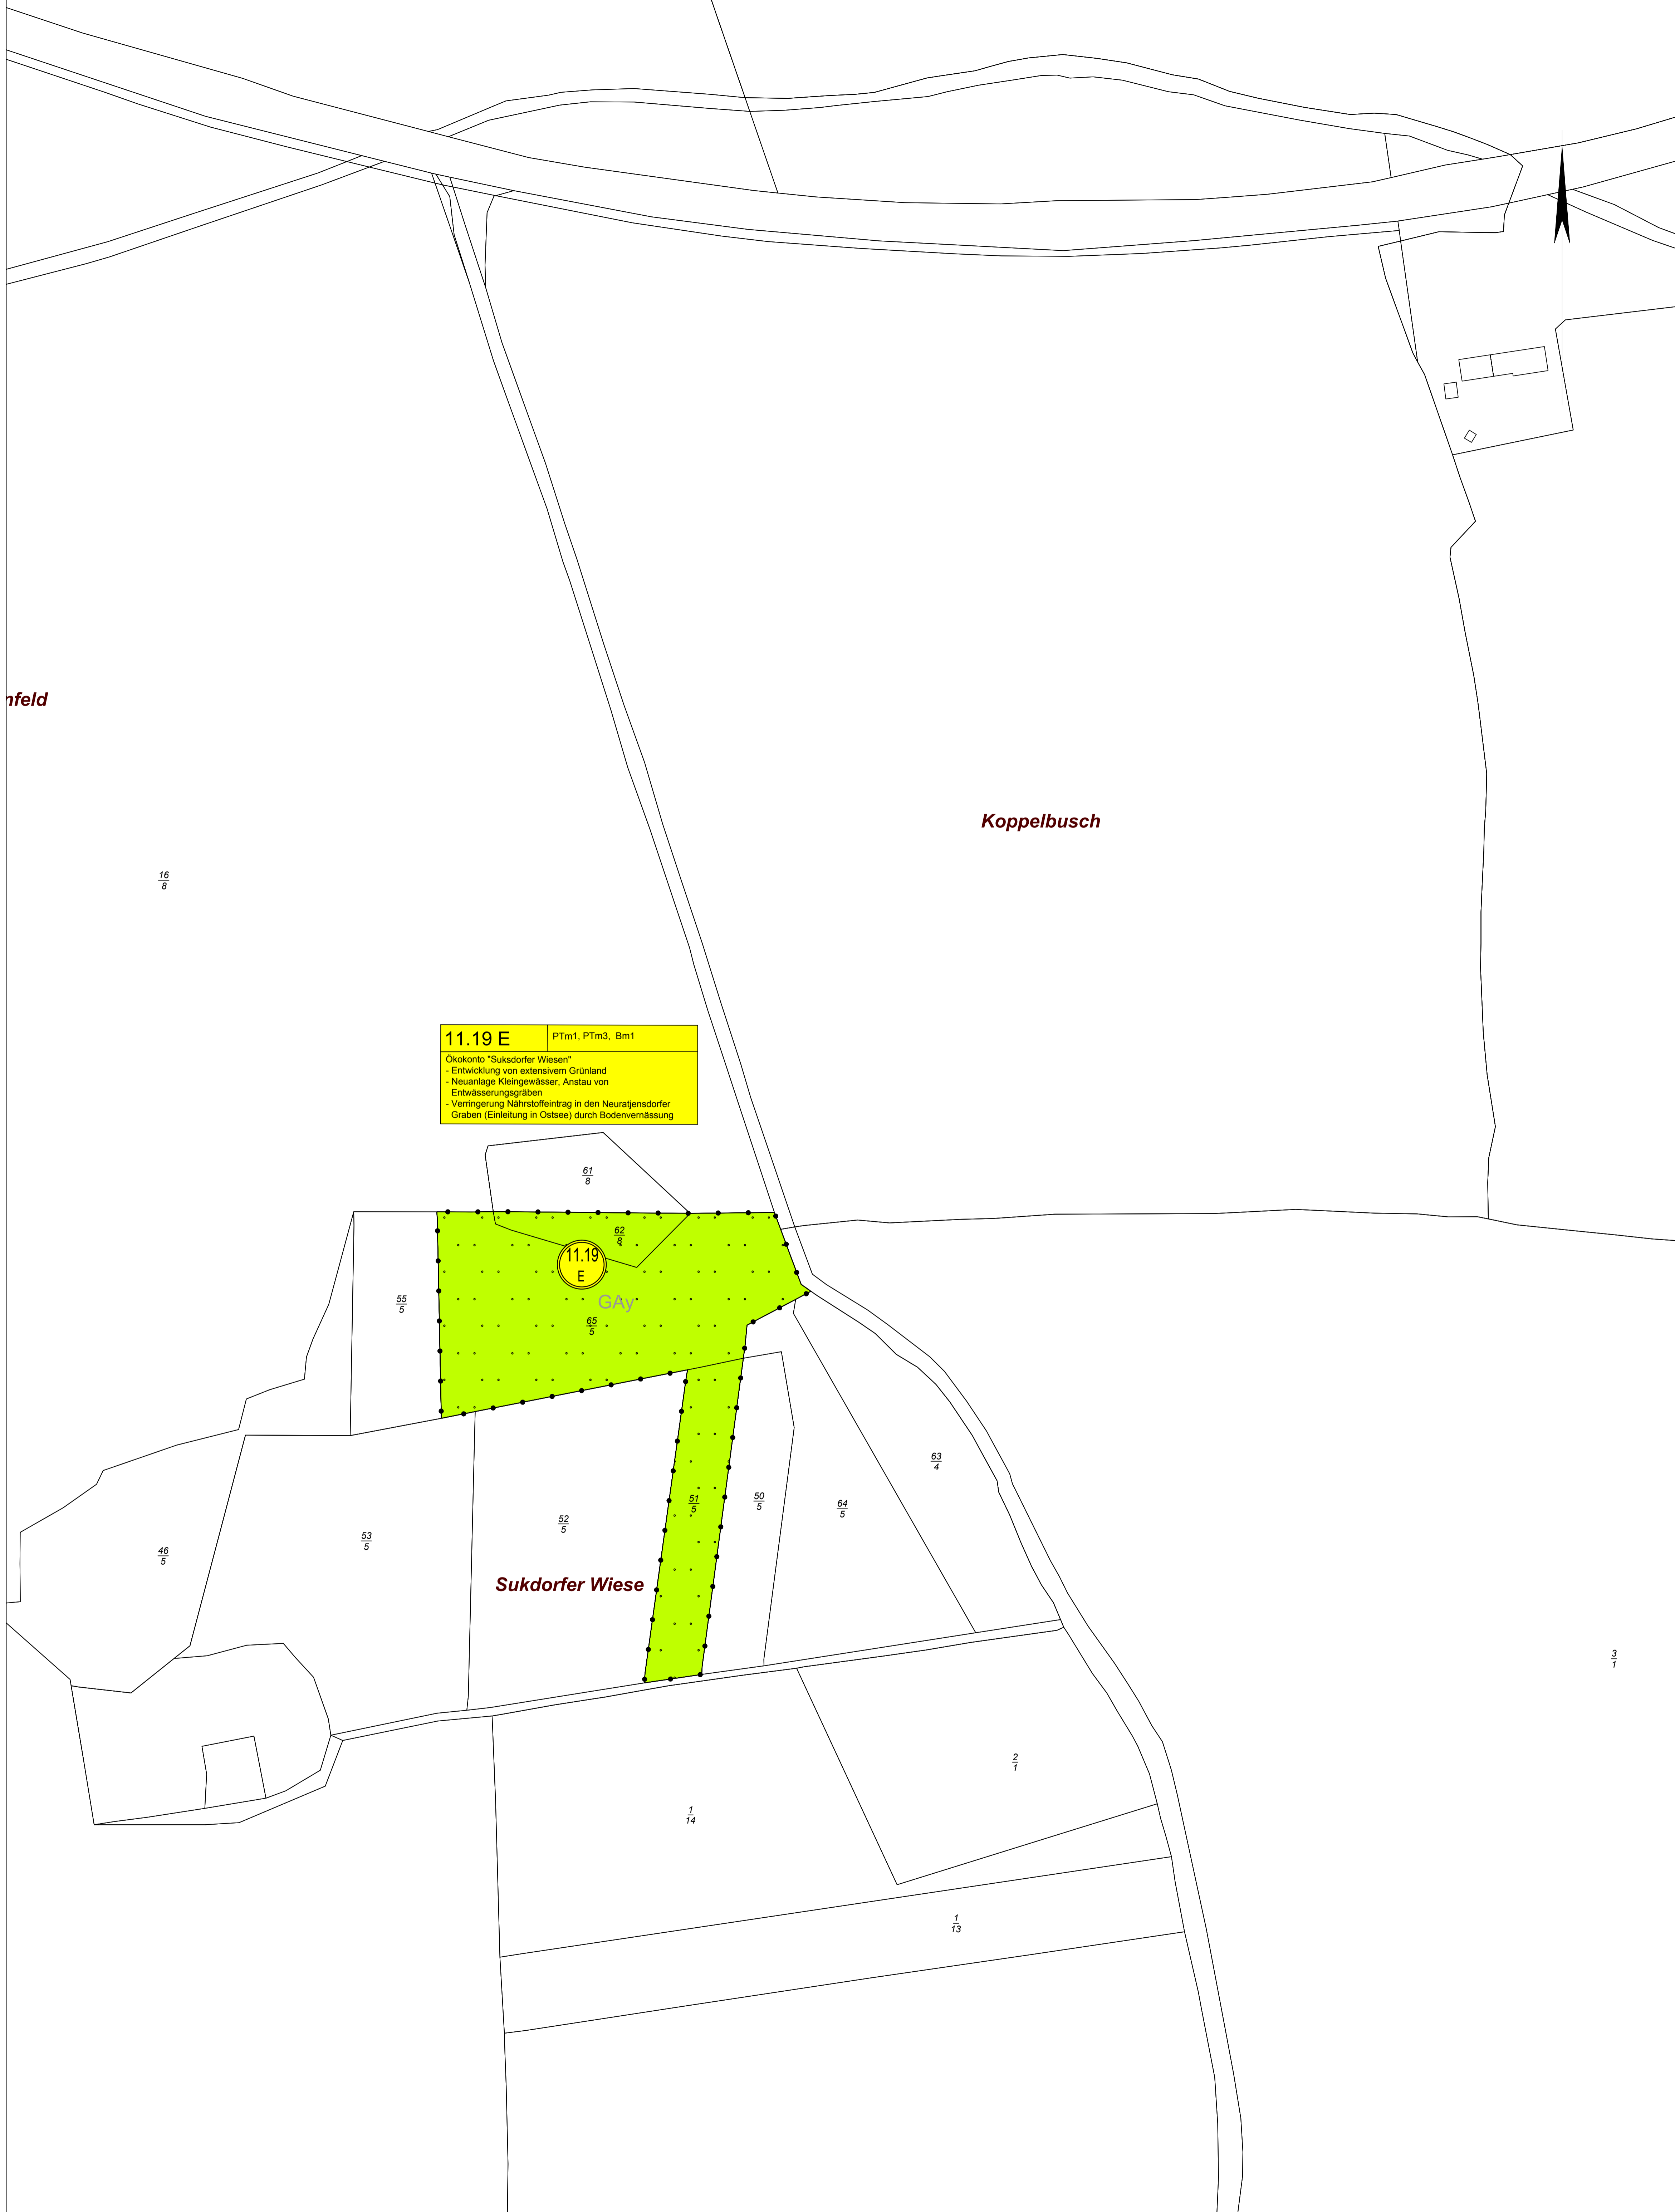 nfeld
Koppelbusch
16
8
11.19 E
PTm1, PTm3, Bm1
Ökokonto "Suksdorfer Wiesen"
- Entwicklung von extensivem Grünland
- Neuanlage Kleingewässer, Anstau von
Entwässerungsgräben
- Verringerung Nährstoffeintrag in den Neuratjensdorfer
Graben (Einleitung in Ostsee) durch Bodenvernässung
61
8
62
8
11.19
E
GAy
55
5
65
5
63
4
51
5
50
5
64
5
52
5
53
5
46
5
Sukdorfer Wiese
3
1
2
1
1
14
1
13